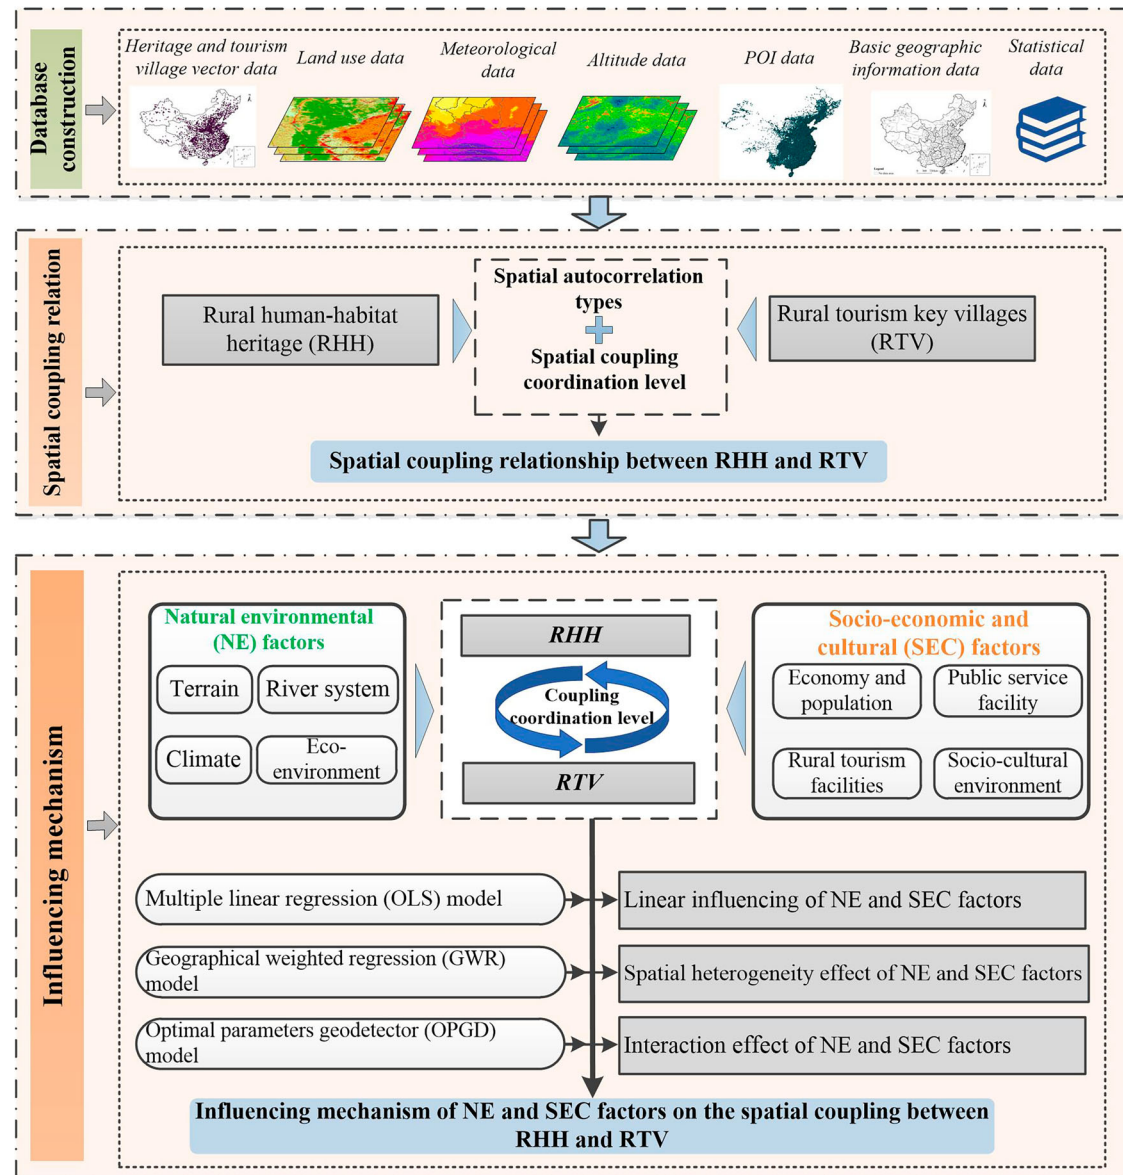 Database
construction
Heritage and tourism
village vector data
Land use data
Meteorological
data
Altitude data
POI data
Basic geographic
information data
Statistical
data
Spatial coupling relation
Rural human-habitat
heritage (RHH)
Spatial autocorrelation
types
Spatial coupling
coordination level
Rural tourism key villages
(RTV)
Spatial coupling relationship between RHH and RTV
Influencing mechanism
Natural environmental
(NE) factors
Terrain
River system
Climate
Eco-
environment
RHH
Coupling
coordination level
RTV
Socio-economic and
cultural (SEC) factors
Economy and
population
Public service
facility
Rural tourism
facilities
Socio-cultural
environment
Multiple linear regression (OLS) model
Linear influencing of NE and SEC factors
Geographical weighted regression (GWR)
model
Spatial heterogeneity effect of NE and SEC factors
Optimal parameters geodetector (OPGD)
model
Interaction effect of NE and SEC factors
Influencing mechanism of NE and SEC factors on the spatial coupling between
RHH and RTV